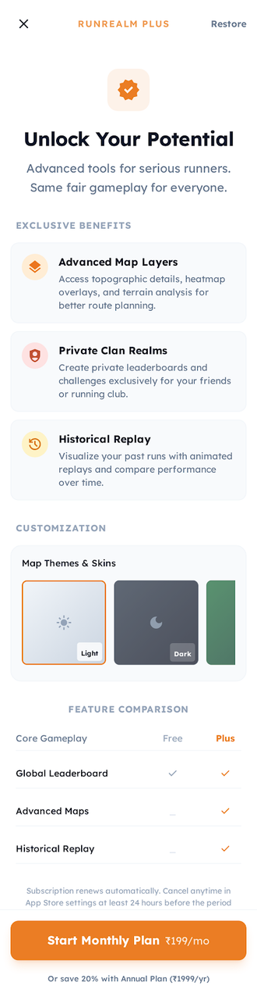 RUNREALM PLUS
Restore
Unlock Your Potential
Advanced tools for serious runners.
Same fair gameplay for everyone.
EXCLUSIVE BENEFITS
Advanced Map Layers
Access topographic details, heatmap
overlays, and terrain analysis for
better route planning.
Private Clan Realms
Create private leaderboards and
challenges exclusively for your friends
or running club.
Historical Replay
Visualize your past runs with animated
replays and compare performance
over time.
CUSTOMIZATION
Map Themes & Skins
Light
Dark
FEATURE COMPARISON
Core Gameplay Free Plus
Global Leaderboard
Advanced Maps
Historical Replay
Subscription renews automatically. Cancel anytime in
App Store settings at least 24 hours before the period
Start Monthly Plan ₹199/mo
Or save 20% with Annual Plan (₹1999/yr)